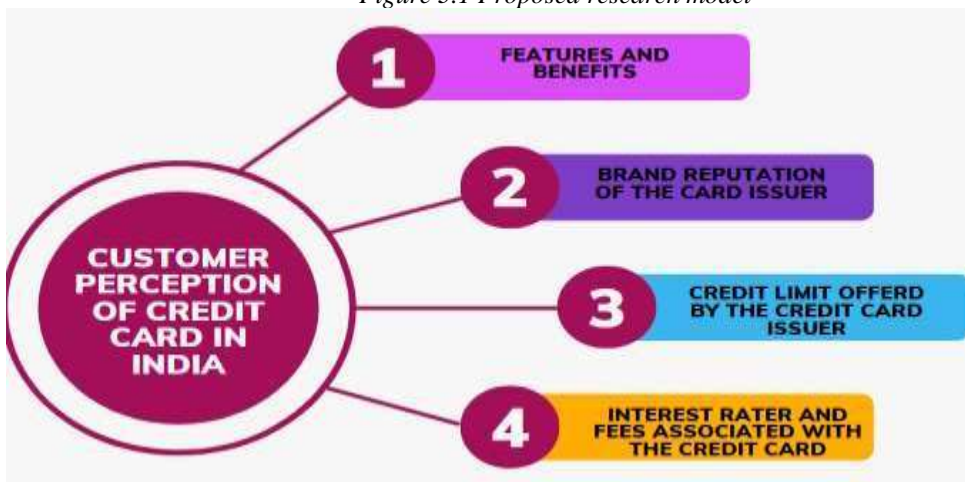 Figure 3.1 Proposed research model
1
FEATURES AND
BENEFITS
2
BRAND REPUTATION
OF THE CARD ISSUER
CUSTOMER
PERCEPTION
OF CREDIT
CARD IN
INDIA
3
CREDIT LIMIT OFFERD
BY THE CREDIT CARD
ISSUER
4
INTEREST RATER AND
FEES ASSOCIATED WITH
THE CREDIT CARD